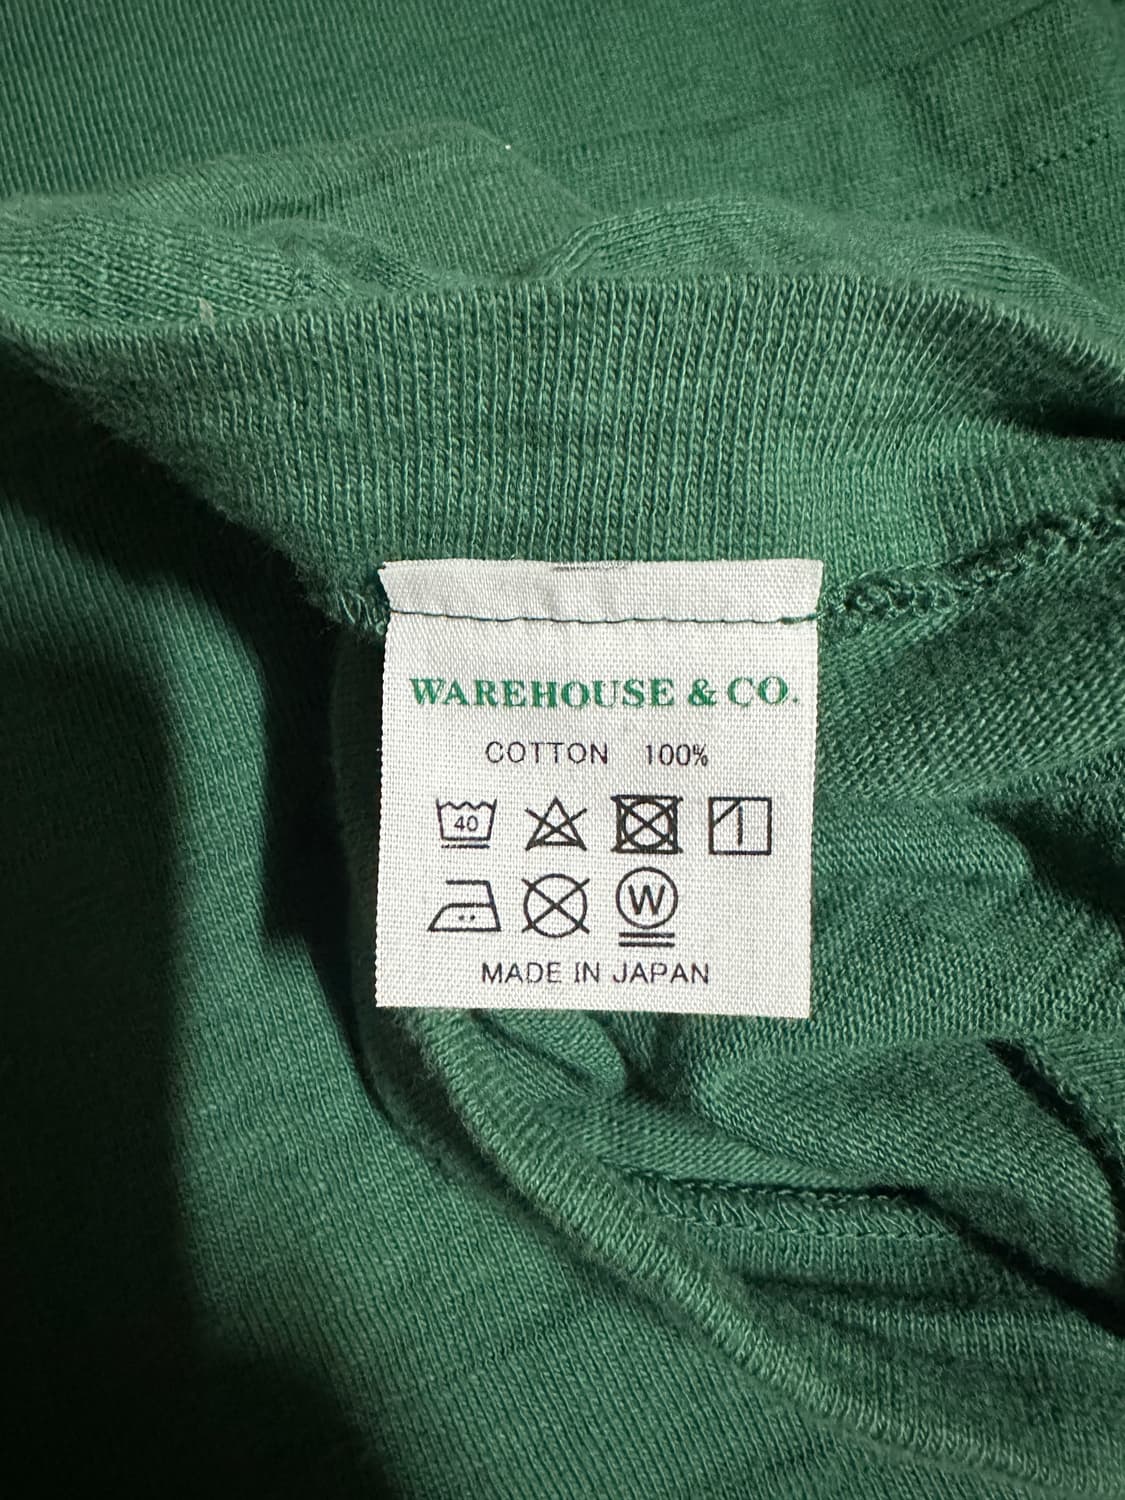 WAREHOUSE & CO.
COTTON 100%
40
W
MADE IN JAPAN